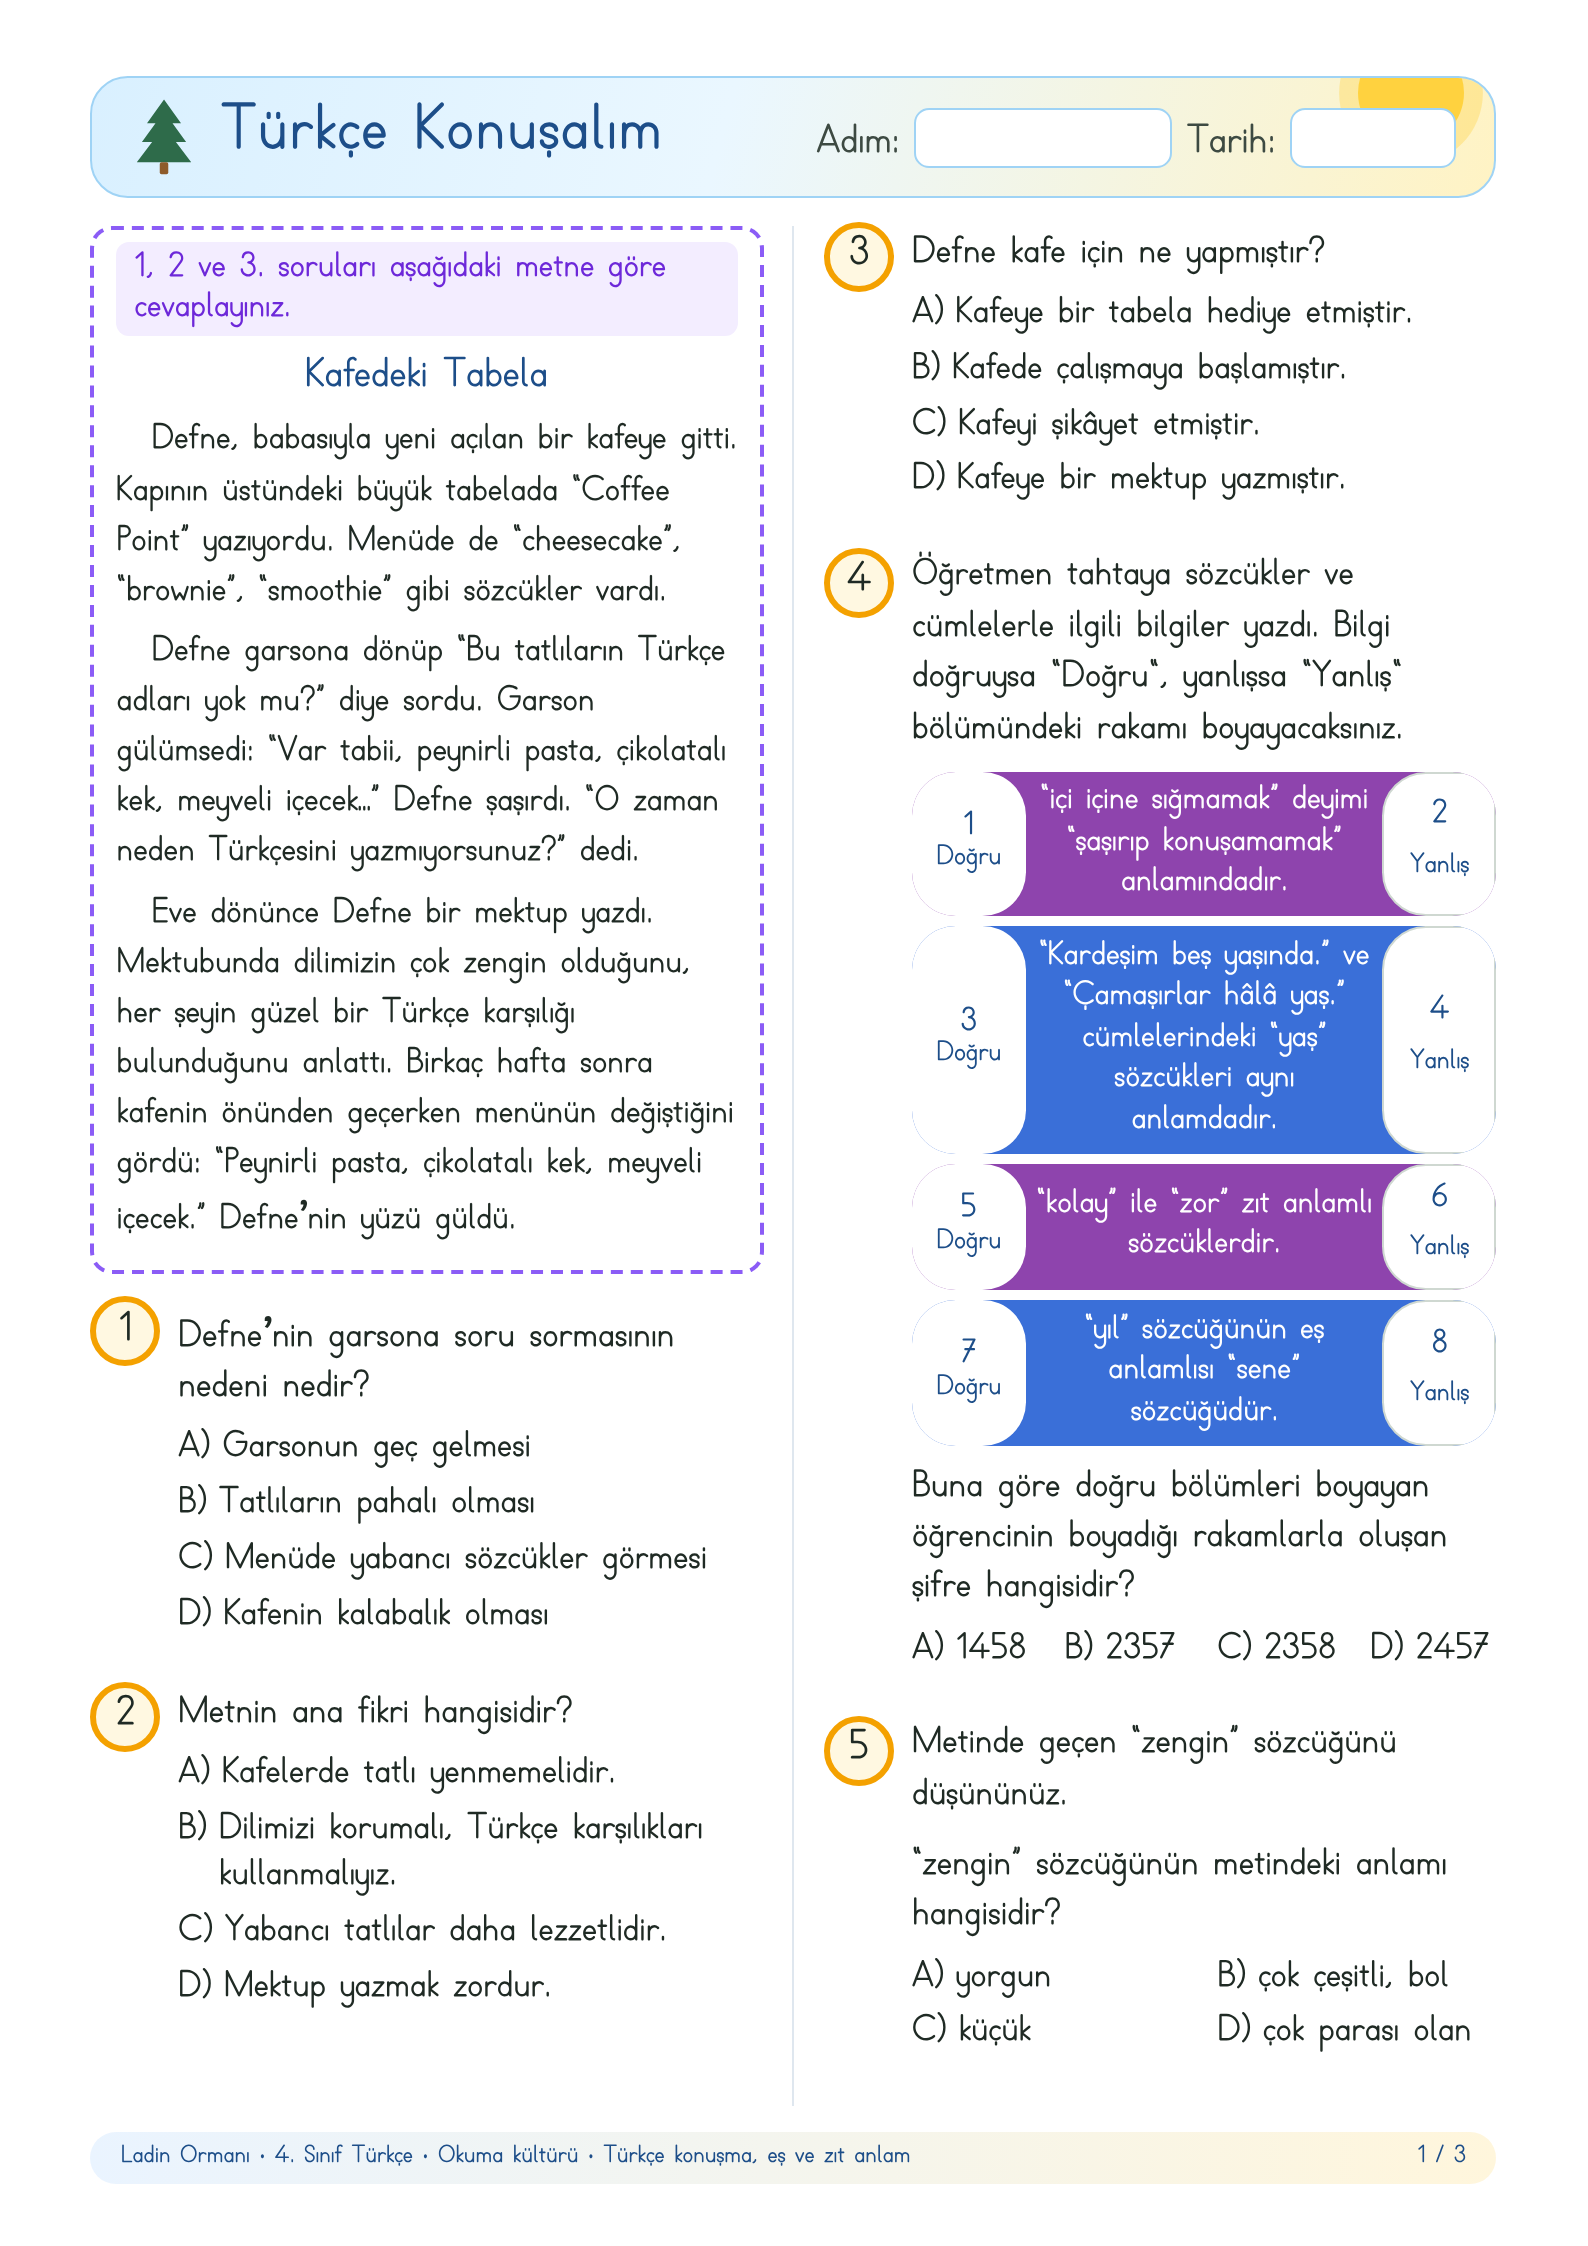 Türkçe Konuşalım
Adım:
Tarih:
1, 2 ve 3. soruları aşağıdaki metne göre
cevaplayınız.
Kafedeki Tabela
Defne, babasıyla yeni açılan bir kafeye gitti.
Kapının üstündeki büyük tabelada “Coffee
Point” yazıyordu. Menüde de “cheesecake”,
“brownie”, “smoothie” gibi sözcükler vardı.
Defne garsona dönüp “Bu tatlıların Türkçe
adları yok mu?” diye sordu. Garson
gülümsedi: “Var tabii, peynirli pasta, çikolatalı
kek, meyveli içecek…” Defne şaşırdı. “O zaman
neden Türkçesini yazmıyorsunuz?” dedi.
Eve dönünce Defne bir mektup yazdı.
Mektubunda dilimizin çok zengin olduğunu,
her şeyin güzel bir Türkçe karşılığı
bulunduğunu anlattı. Birkaç hafta sonra
kafenin önünden geçerken menünün değiştiğini
gördü: “Peynirli pasta, çikolatalı kek, meyveli
içecek.” Defne’nin yüzü güldü.
1
Defne’nin garsona soru sormasının
nedeni nedir?
A) Garsonun geç gelmesi
B) Tatlıların pahalı olması
C) Menüde yabancı sözcükler görmesi
D) Kafenin kalabalık olması
2
Metnin ana fikri hangisidir?
A) Kafelerde tatlı yenmemelidir.
B) Dilimizi korumalı, Türkçe karşılıkları
kullanmalıyız.
C) Yabancı tatlılar daha lezzetlidir.
D) Mektup yazmak zordur.
3
Defne kafe için ne yapmıştır?
A) Kafeye bir tabela hediye etmiştir.
B) Kafede çalışmaya başlamıştır.
C) Kafeyi şikâyet etmiştir.
D) Kafeye bir mektup yazmıştır.
4
Öğretmen tahtaya sözcükler ve
cümlelerle ilgili bilgiler yazdı. Bilgi
doğruysa “Doğru“, yanlışsa “Yanlış“
bölümündeki rakamı boyayacaksınız.
1
Doğru
“içi içine sığmamak” deyimi
“şaşırıp konuşamamak”
anlamındadır.
2
Yanlış
3
Doğru
“Kardeşim beş yaşında.” ve
“Çamaşırlar hâlâ yaş.”
cümlelerindeki “yaş”
sözcükleri aynı
anlamdadır.
4
Yanlış
5
Doğru
“kolay” ile “zor” zıt anlamlı
sözcüklerdir.
6
Yanlış
7
Doğru
“yıl” sözcüğünün eş
anlamlısı “sene”
sözcüğüdür.
8
Yanlış
Buna göre doğru bölümleri boyayan
öğrencinin boyadığı rakamlarla oluşan
şifre hangisidir?
A) 1458 B) 2357 C) 2358 D) 2457
5
Metinde geçen “zengin” sözcüğünü
düşününüz.
“zengin” sözcüğünün metindeki anlamı
hangisidir?
A) yorgun B) çok çeşitli, bol
C) küçük D) çok parası olan
Ladin Ormanı • 4. Sınıf Türkçe • Okuma kültürü • Türkçe konuşma, eş ve zıt anlam
1 / 3